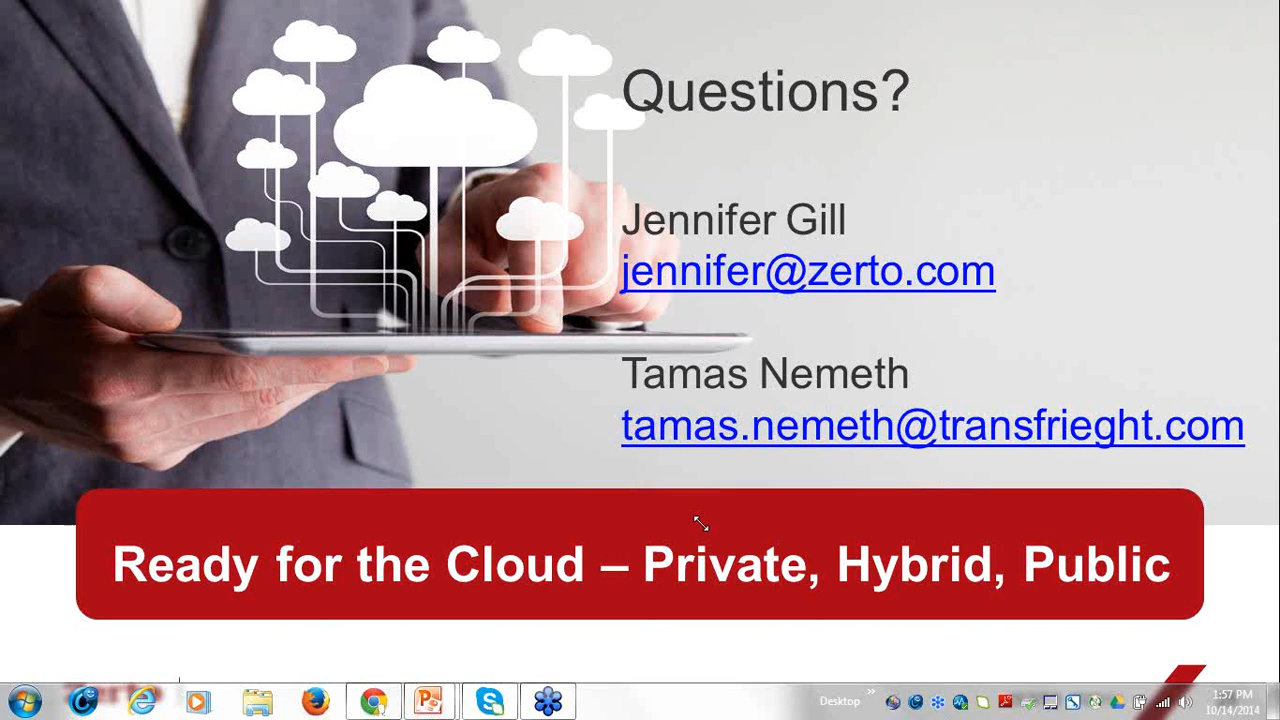 Questions?
Jennifer Gill
jennifer@zerto.com
Tamas Nemeth
tamas.nemeth@transfrieght.com
Ready for the Cloud – Private, Hybrid, Public
Desktop
1:57 PM
10/14/2014